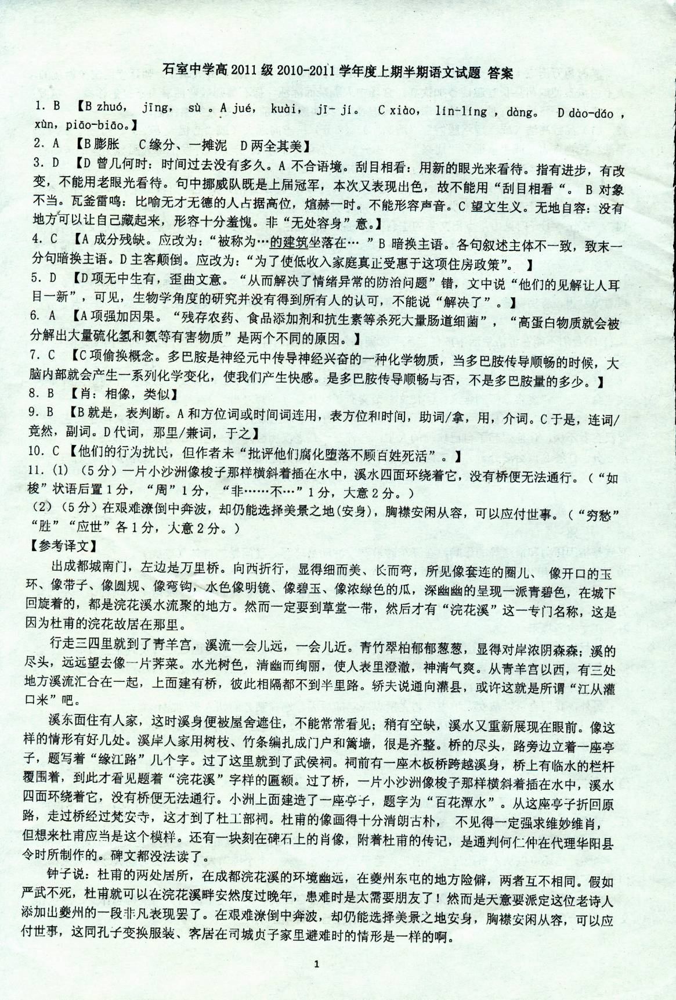 石室中学高 2011 级 2010-2011 学年度上期半期语文试题 答案
1．B 【B zhuó， jīng， sù 。A jué， kuài， jī- jí。 C xiào， lín-líng ，dàng。 D dào-dǎo ，
xùn，piāo-biāo。】
2．A 【B 膨胀 C 缘分、一摊泥 D 两全其美】
3．D 【D 曾几何时：时间过去没有多久。A 不合语境。刮目相看：用新的眼光来看待。指有进步，有改
变，不能用老眼光看待。句中挪威队既是上届冠军，本次又表现出色，故不能用“刮目相看“。 B 对象
不当。瓦釜雷鸣：比喻无才无德的人占据高位，煊赫一时。不能形容声音。C 望文生义。无地自容：没有
地方可以让自己藏起来，形容十分羞愧。非“无处容身”意。】
4．C 【A 成分残缺。应改为：“被称为…的建筑坐落在… ”B 暗换主语。各句叙述主体不一致，致末一
分句暗换主语。D 主客颠倒。应改为：“为了使低收入家庭真正受惠于这项住房政策”。 】
5．D 【D 项无中生有，歪曲文意。“从而解决了情绪异常的防治问题”错，文中说“他们的见解让人耳
目一新”，可见，生物学角度的研究并没有得到所有人的认可，不能说“解决了”。】
6．A 【A 项强加因果。“残存农药、食品添加剂和抗生素等杀死大量肠道细菌”，“高蛋白物质就会被
分解出大量硫化氢和氨等有害物质”是两个不同的原因。】
7．C 【C 项偷换概念。多巴胺是神经元中传导神经兴奋的一种化学物质，当多巴胺传导顺畅的时候，大
脑内部就会产生一系列化学变化，使我们产生快感。是多巴胺传导顺畅与否，不是多巴胺量的多少。】
8．B 【肖：相像，类似】
9．B 【B 就是，表判断。A 和方位词或时间词连用，表方位和时间，助词/拿，用，介词。C 于是，连词/
竟然，副词。D 代词，那里/兼词，于之】
10．C 【他们的行为扰民，但作者未“批评他们腐化堕落不顾百姓死活”。】
11．(1) （5 分）一片小沙洲像梭子那样横斜着插在水中，溪水四面环绕着它，没有桥便无法通行。（“如
梭”状语后置 1 分，“周”1 分，“非……不…”1 分，大意 2 分。）
（2）（5 分）在艰难潦倒中奔波，却仍能选择美景之地(安身)，胸襟安闲从容，可以应付世事。（“穷愁”
“胜”“应世”各 1 分，大意 2 分。）
【参考译文】
出成都城南门，左边是万里桥。向西折行，显得细而美、长而弯，所见像套连的圈儿、 像开口的玉
环、像带子、像圆规、像弯钩，水色像明镜、像碧玉、像浓绿色的瓜，深幽幽的呈现一派青碧色，在城下
回旋着的，都是浣花溪水流聚的地方。然而一定要到草堂一带，然后才有“浣花溪”这一专门名称，这是
因为杜甫的浣花故居在那里。
行走三四里就到了青羊宫，溪流一会儿远，一会儿近。青竹翠柏郁郁葱葱，显得对岸浓阴森森；溪的
尽头，远远望去像一片荠菜。水光树色，清幽而绚丽，使人表里澄澈，神清气爽。从青羊宫以西，有三处
地方溪流汇合在一起，上面建有桥，彼此相隔都不到半里路。轿夫说通向灌县，或许这就是所谓“江从灌
口来”吧。
溪东面住有人家，这时溪身便被屋舍遮住，不能常常看见；稍有空缺，溪水又重新展现在眼前。像这
样的情形有好几处。溪岸人家用树枝、竹条编扎成门户和篱墙，很是齐整。桥的尽头，路旁边立着一座亭
子，题写着“缘江路”几个字。过了这里就到了武侯祠。祠前有一座木板桥跨越溪身，桥上有临水的栏杆
覆围着，到此才看见题着“浣花溪”字样的匾额。过了桥，一片小沙洲像梭子那样横斜着插在水中，溪水
四面环绕着它，没有桥便无法通行。小洲上面建造了一座亭子，题字为“百花潭水”。从这座亭子折回原
路，走过桥经过梵安寺，这才到了杜工部祠。杜甫的像画得十分清朗古朴， 不见得一定强求维妙维肖，
但想来杜甫应当是这个模样。还有一块刻在碑石上的肖像，附着杜甫的传记，是通判何仁仲在代理华阳县
令时所制作的。碑文都没法读了。
钟子说：杜甫的两处居所，在成都浣花溪的环境幽远，在夔州东屯的地方险僻，两者互不相同。假如
严武不死，杜甫就可以在浣花溪畔安然度过晚年，患难时是太需要朋友了！然而是天意要派定这位老诗人
添加出夔州的一段非凡表现罢了。在艰难潦倒中奔波，却仍能选择美景之地安身，胸襟安闲从容，可以应
付世事，这同孔子变换服装、客居在司城贞子家里避难时的情形是一样的啊。
1